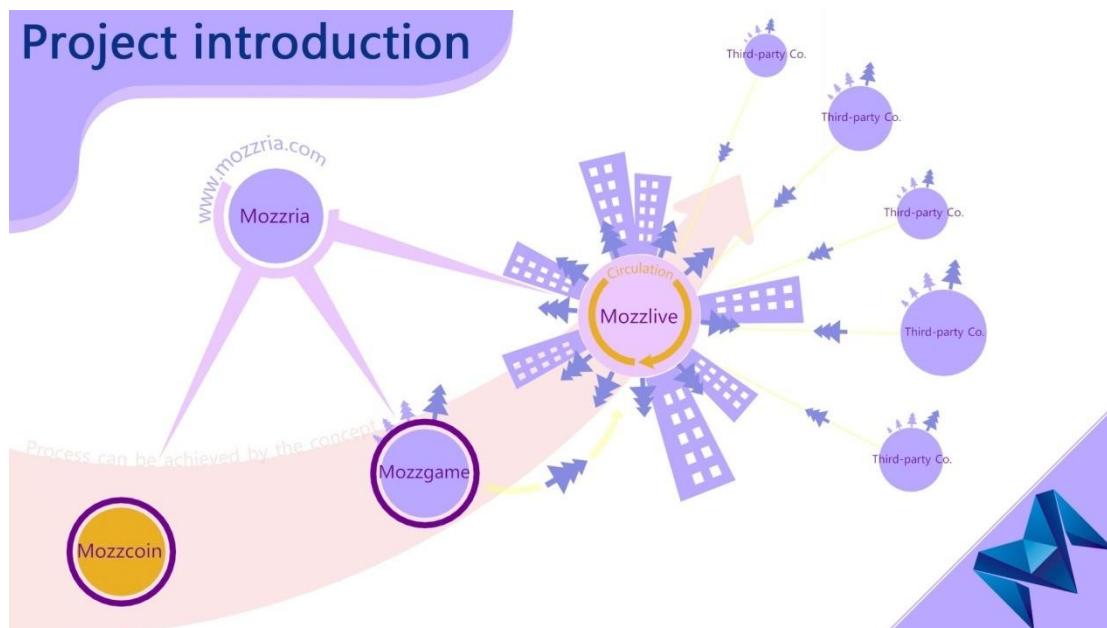 Project introduction
www.mozzria.com
Mozzria
Third-party Co.
Third-party Co.
Third-party Co.
Third-party Co.
Third-party Co.
Circulation
Mozzlive
Process can be achieved by the concept
Mozzgame
Mozzcoin